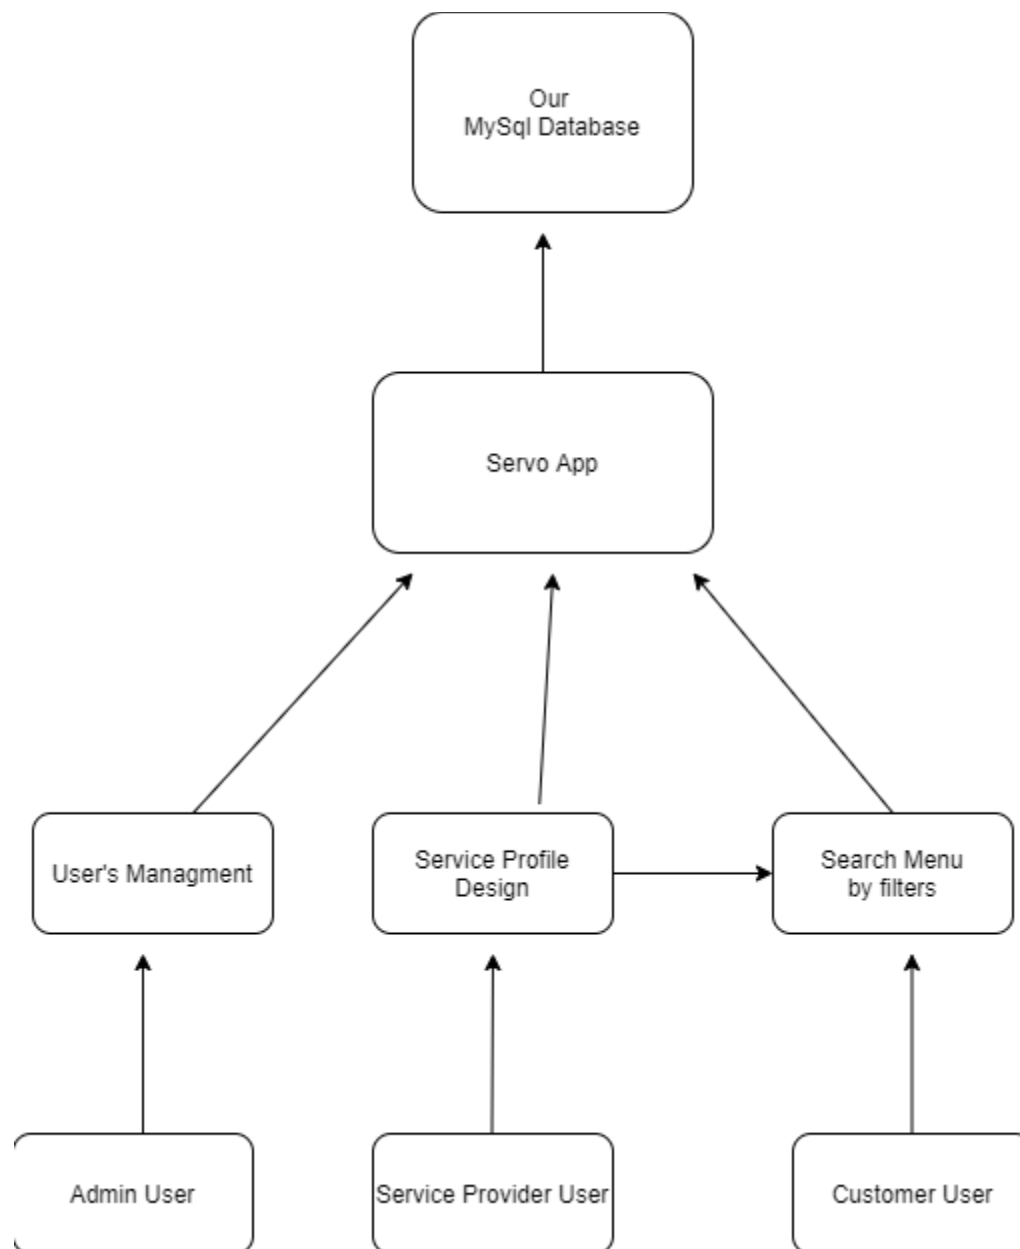 Our
MySql Database
Servo App
User's Managment
Service Profile
Design
Search Menu
by filters
Admin User
Service Provider User
Customer User